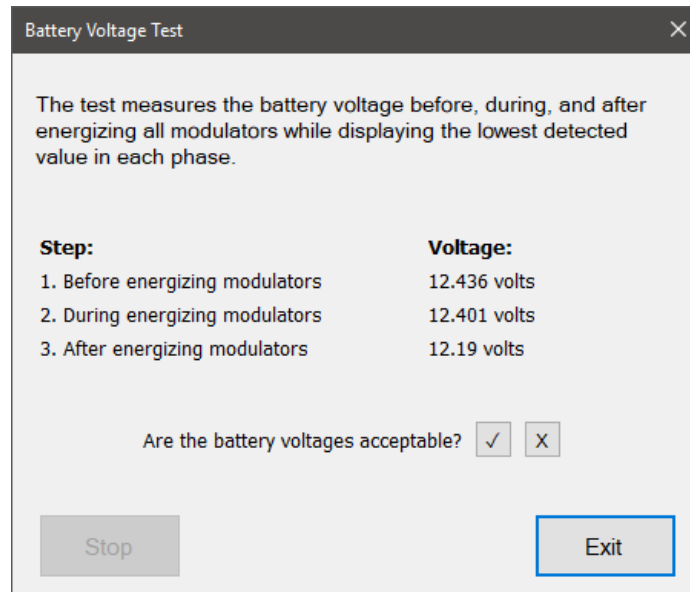 Battery Voltage Test
The test measures the battery voltage before, during, and after
energizing all modulators while displaying the lowest detected
value in each phase.
Step: Voltage:
1. Before energizing modulators 12.436 volts
2. During energizing modulators 12.401 volts
3. After energizing modulators 12.19 volts
Are the battery voltages acceptable? ✓ X
Stop Exit